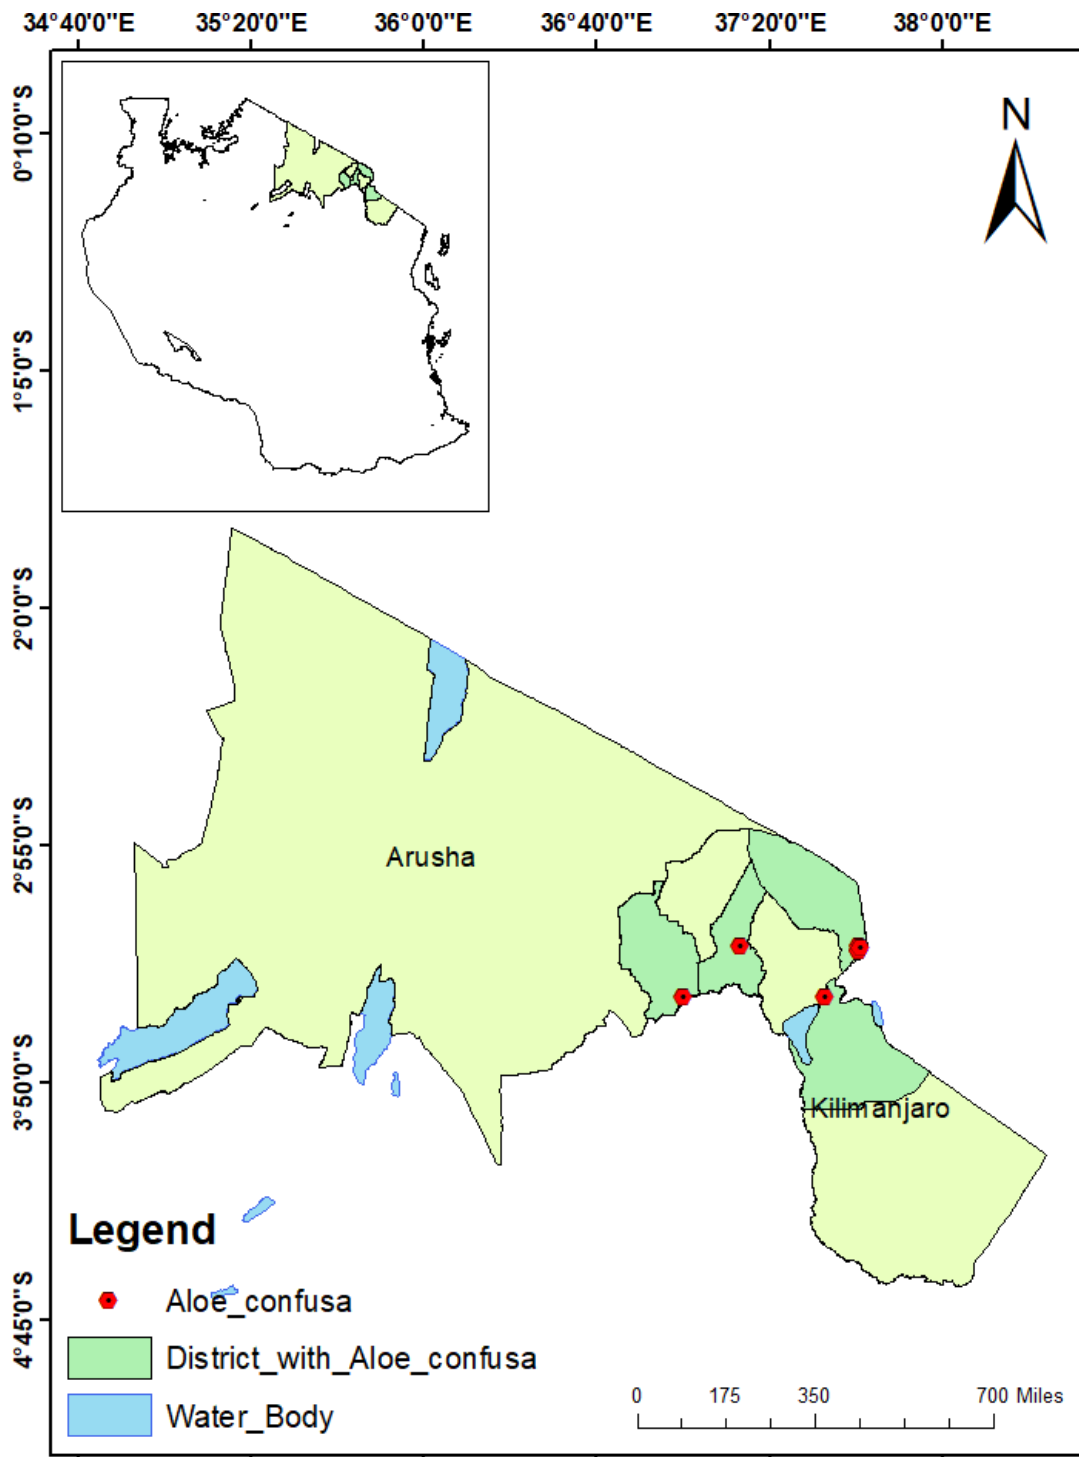 34°40'0"E 35°20'0"E 36°0'0"E 36°40'0"E 37°20'0"E 38°0'0"E
0°10'0"S
1°5'0"S
2°0'0"S
2°55'0"S
3°50'0"S
4°45'0"S
N
Arusha
Kilimanjaro
Legend
Aloe_confusa
District_with_Aloe_confusa
Water_Body
0 175 350 700 Miles